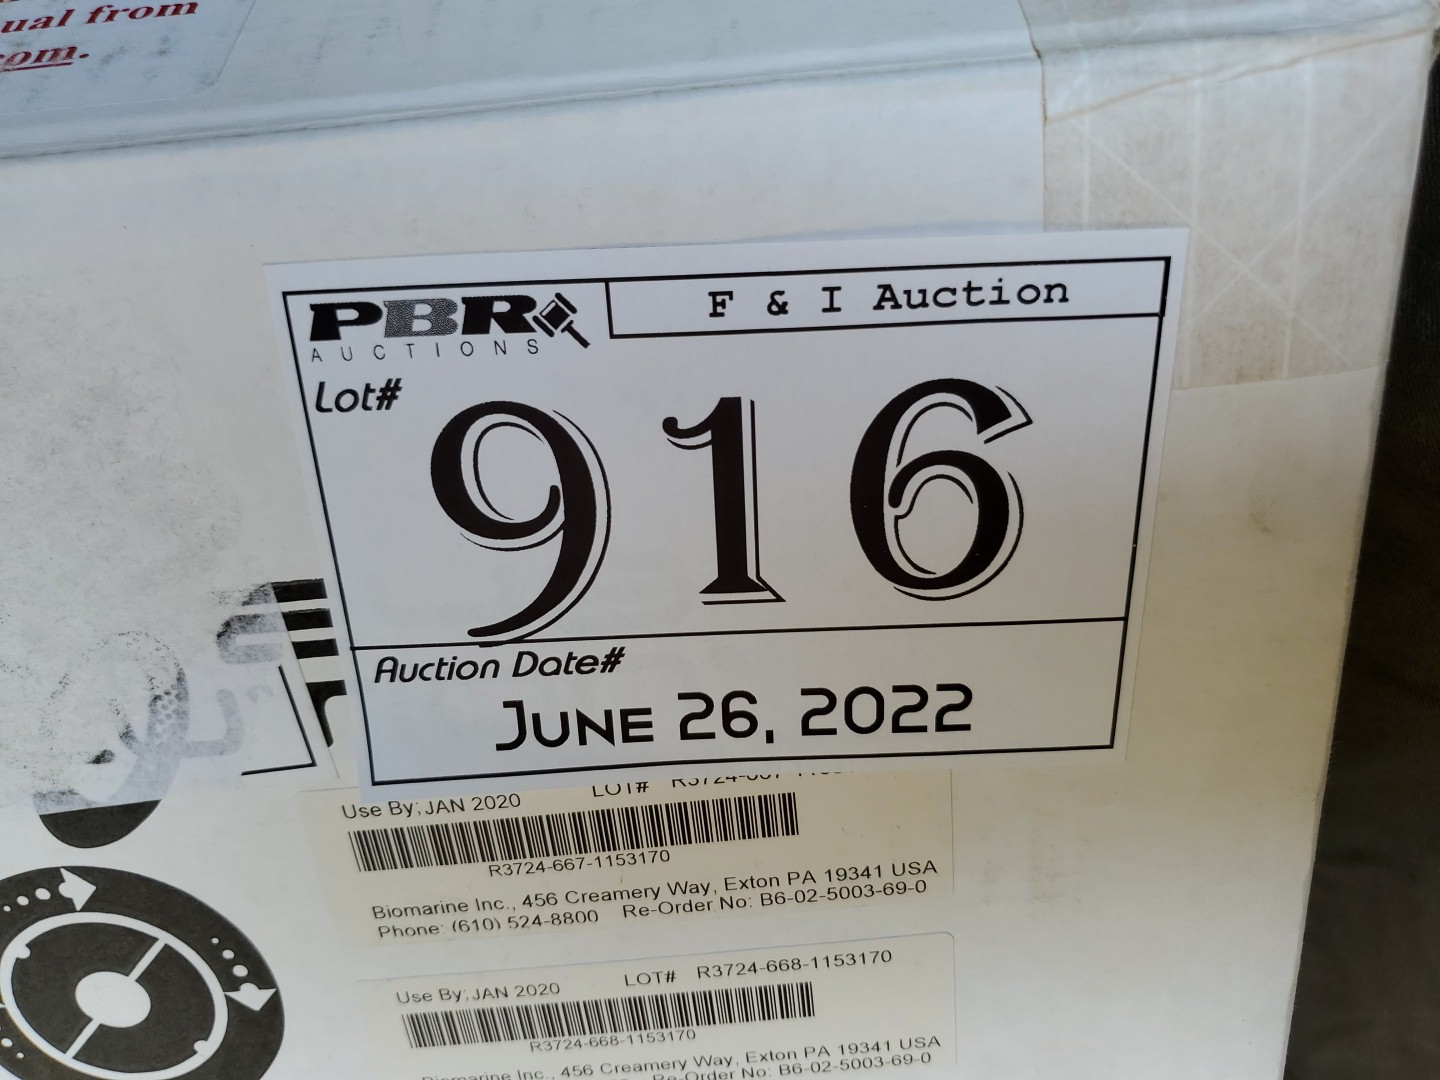 ual from
com.
PBR
AUCTIONS
F & I Auction
Lot#
916
Auction Date#
June 26, 2022
Use By; JAN 2020 LOT#
R3724-667-1153170
Biomarine Inc., 456 Creamery Way, Exton PA 19341 USA
Phone: (610) 524-8800 Re-Order No: B6-02-5003-69-0
Use By; JAN 2020 LOT# R3724-668-1153170
R3724-668-1153170
Biomarine Inc., 456 Creamery Way, Exton PA 19341 USA
Re-Order No: B6-02-5003-69-0